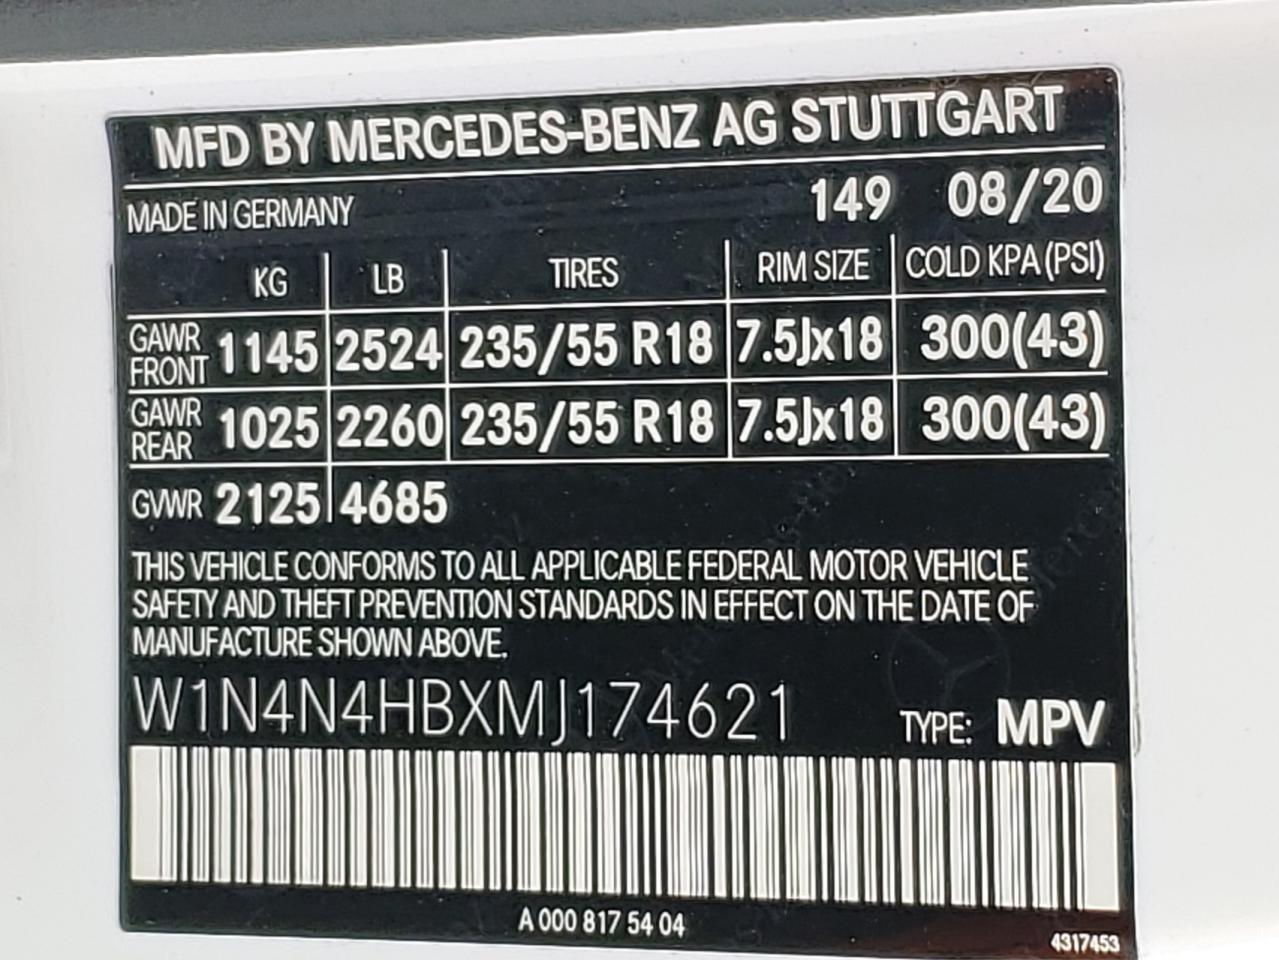 MFD BY MERCEDES-BENZ AG STUTTGART
MADE IN GERMANY 149 08/20
KG LB TIRES RIM SIZE COLD KPA (PSI)
GAWR FRONT 1145 2524 235/55 R18 7.5Jx18 300(43)
GAWR REAR 1025 2260 235/55 R18 7.5Jx18 300(43)
GVWR 2125 4685
THIS VEHICLE CONFORMS TO ALL APPLICABLE FEDERAL MOTOR VEHICLE
SAFETY AND THEFT PREVENTION STANDARDS IN EFFECT ON THE DATE OF
MANUFACTURE SHOWN ABOVE.
W1N4N4HBXMJ174621 TYPE: MPV
A 000 817 54 04
4317453